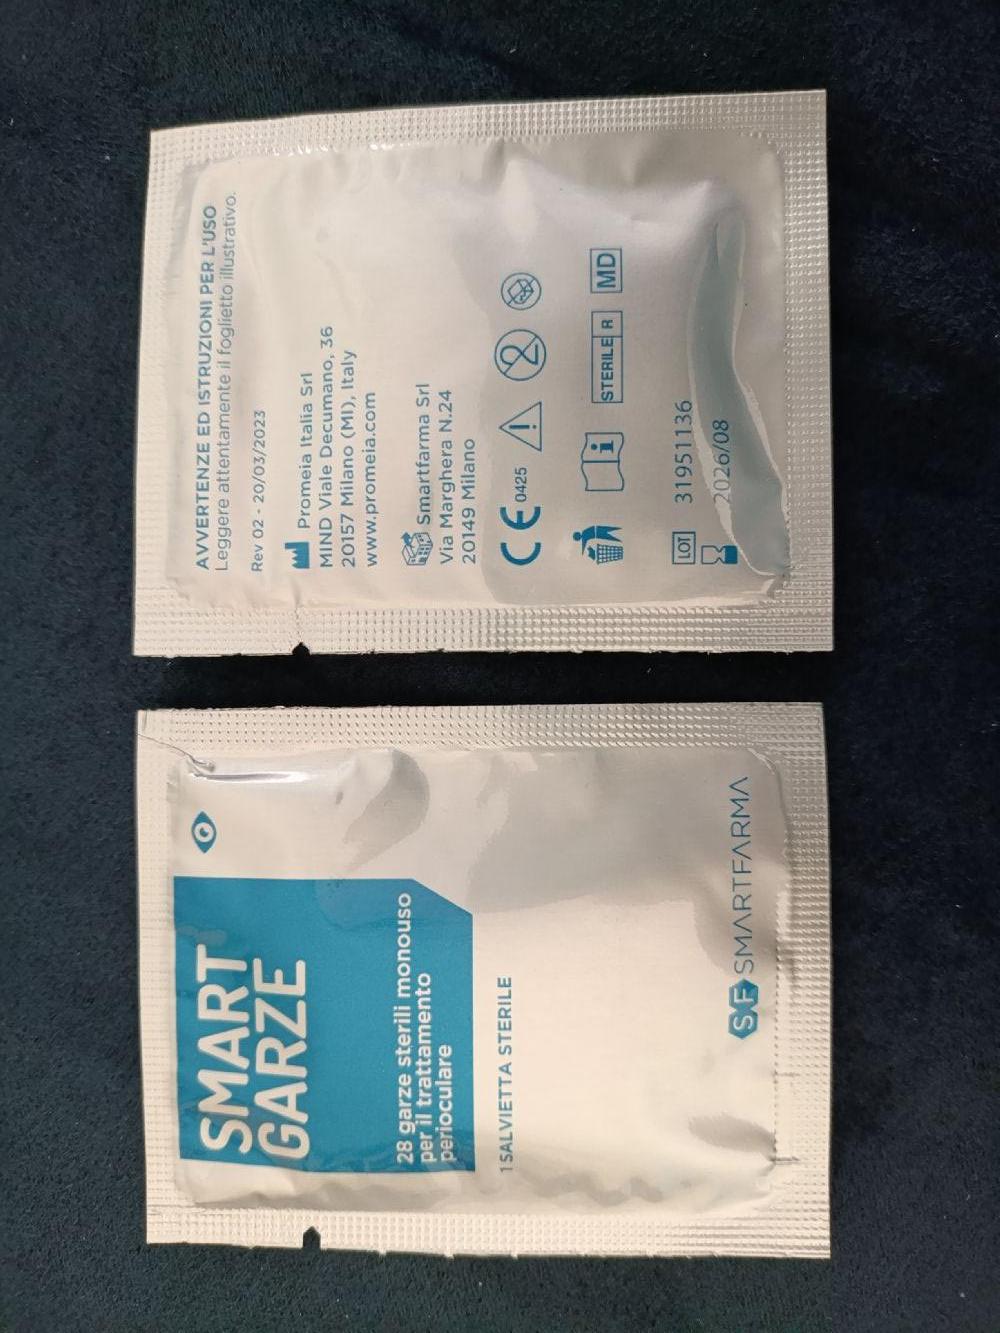 AVVERTENZE ED ISTRUZIONI PER L'USO
Leggere attentamente il foglietto illustrativo.
Rev 02 - 20/03/2023
Promeia Italia Srl
MIND Viale Decumano, 36
20157 Milano (MI), Italy
www.promeia.com
Smartfarma Srl
Via Marghera N.24
20149 Milano
CE 0425
2
STERILE R
MD
LOT 31951136
2026/08
SMART
GARZE
28 garze sterili monouso
per il trattamento
perioculare
1 SALVIETTA STERILE
SF SMARTFARMA